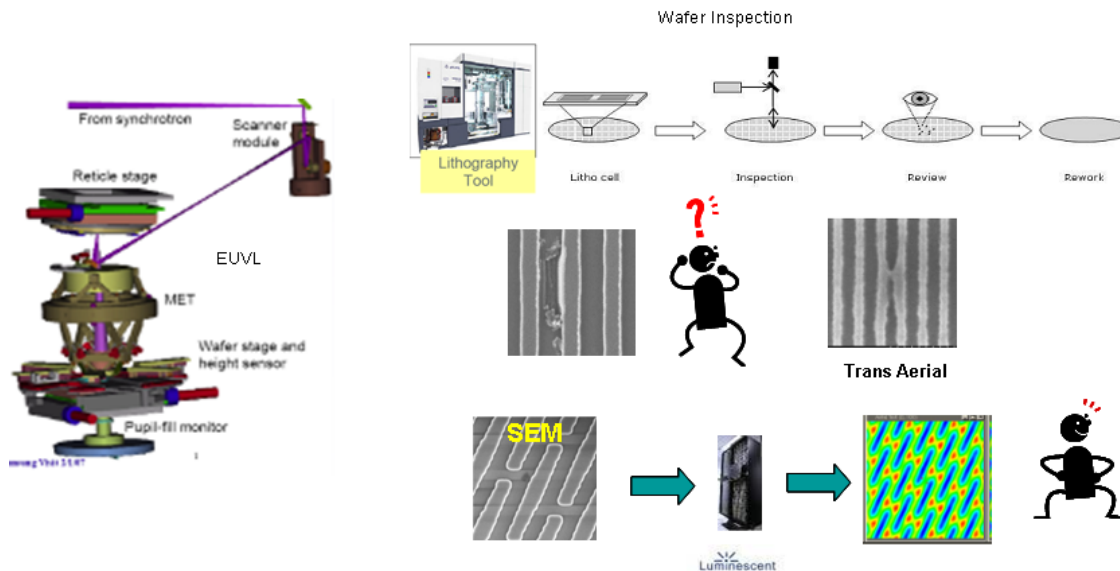 Wafer Inspection
From synchrotron
Scanner
module
Reticle stage
EUVL
MET
Wafer stage and
height sensor
Pupil-fill monitor
1
Lithography
Tool
Litho cell
Inspection
Review
Rework
?
Trans Aerial
SEM
Luminescent